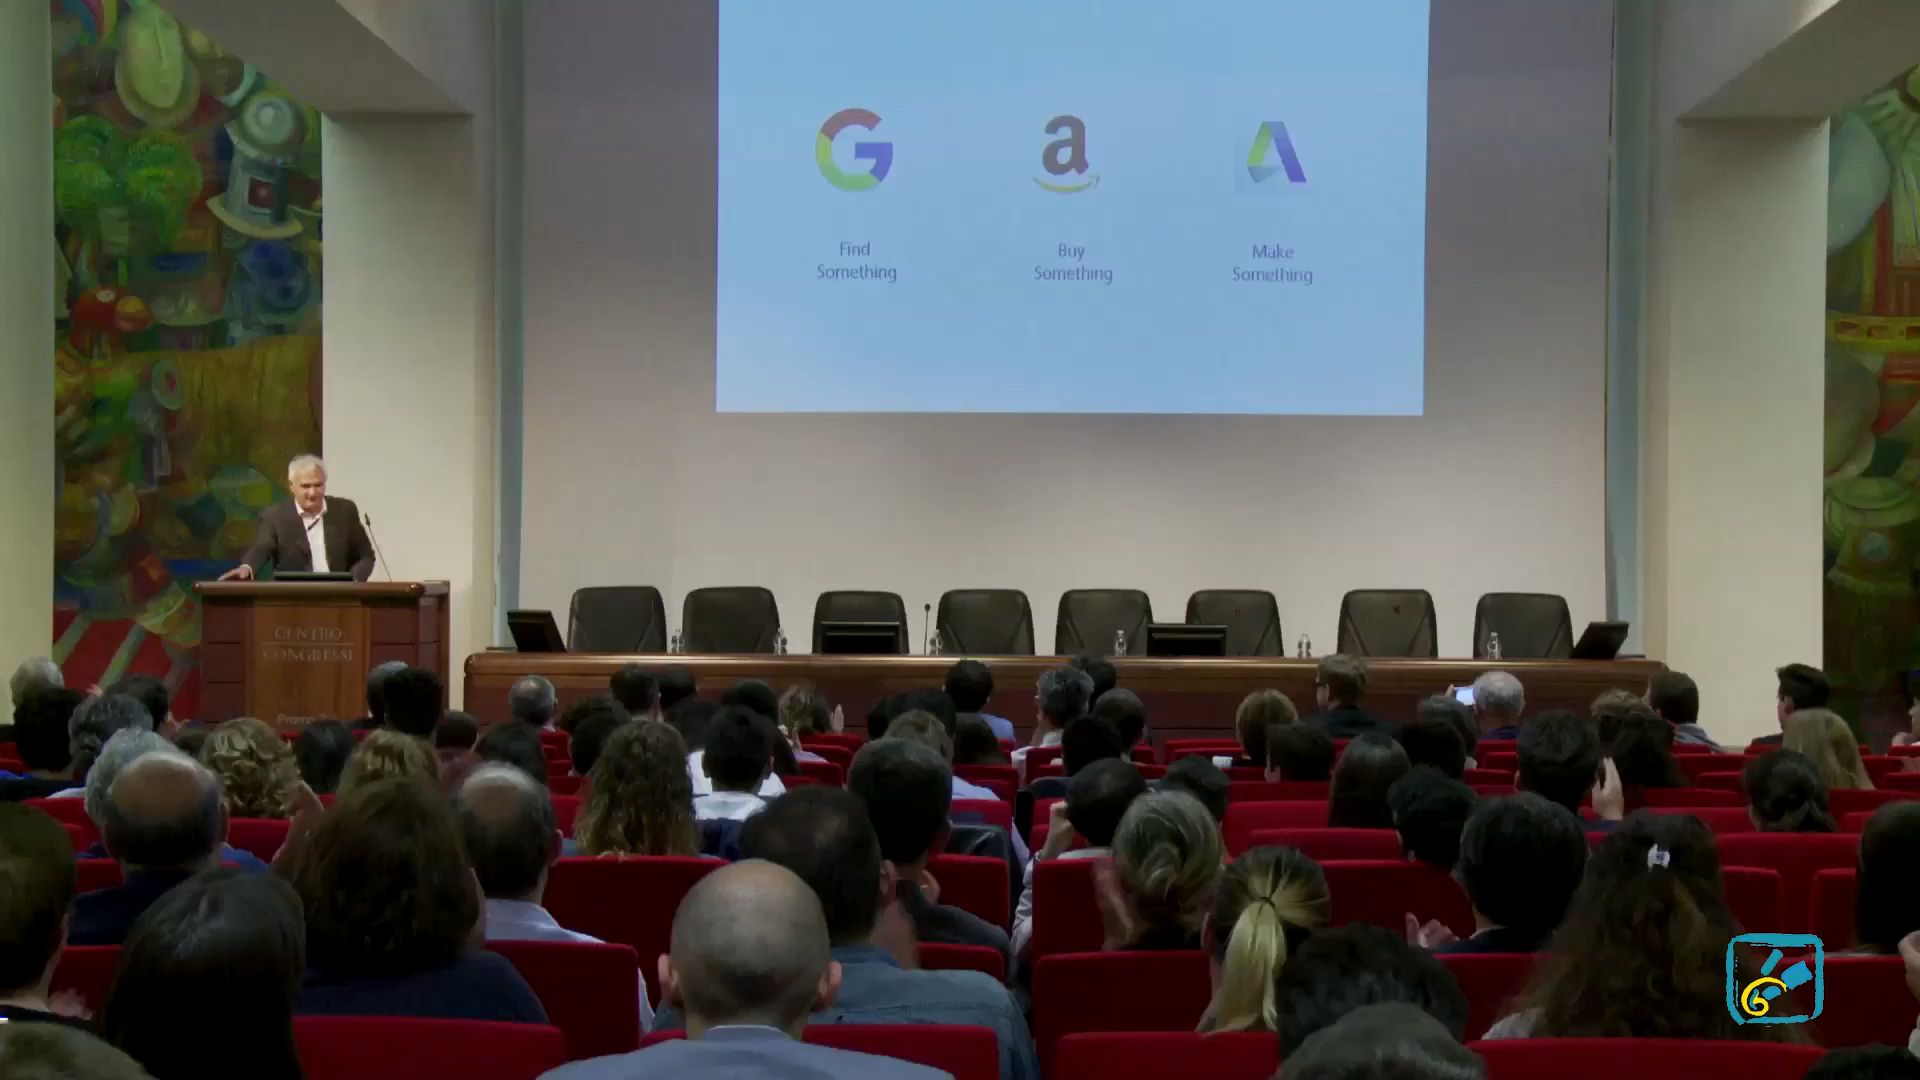 Find
Something
Buy
Something
Make
Something
CENTRO
CONGRESSI